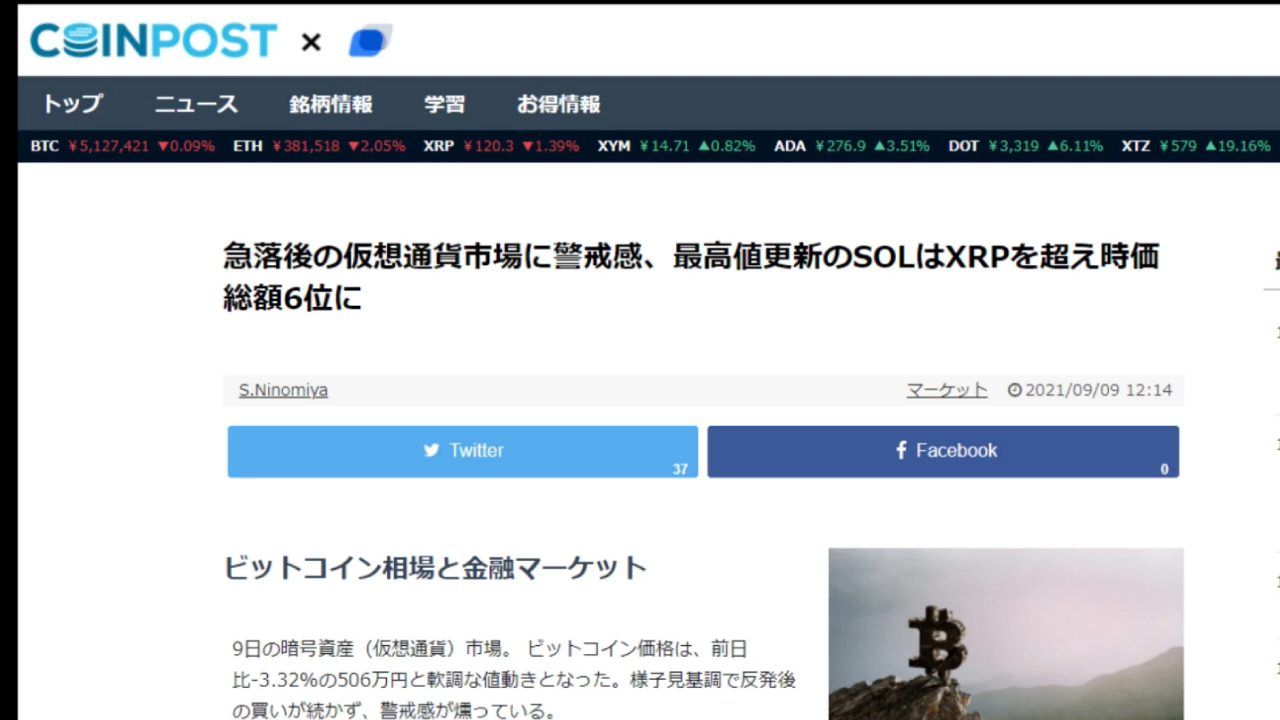 COINPOST ×
トップ ニュース 銘柄情報 学習 お得情報
BTC ¥5,127,421 ▼0.09% ETH ¥381,518 ▼2.05% XRP ¥120.3 ▼1.39% XYM ¥14.71 ▲0.82% ADA ¥276.9 ▲3.51% DOT ¥3,319 ▲6.11% XTZ ¥579 ▲19.16%
急落後の仮想通貨市場に警戒感、最高値更新のSOLはXRPを超え時価
総額6位に
S.Ninomiya マーケット 2021/09/09 12:14
Twitter 37 Facebook 0
ビットコイン相場と金融マーケット
9日の暗号資産（仮想通貨）市場。 ビットコイン価格は、前日
比-3.32%の506万円と軟調な値動きとなった。様子見基調で反発後
の買いが続かず、警戒感が燻っている。